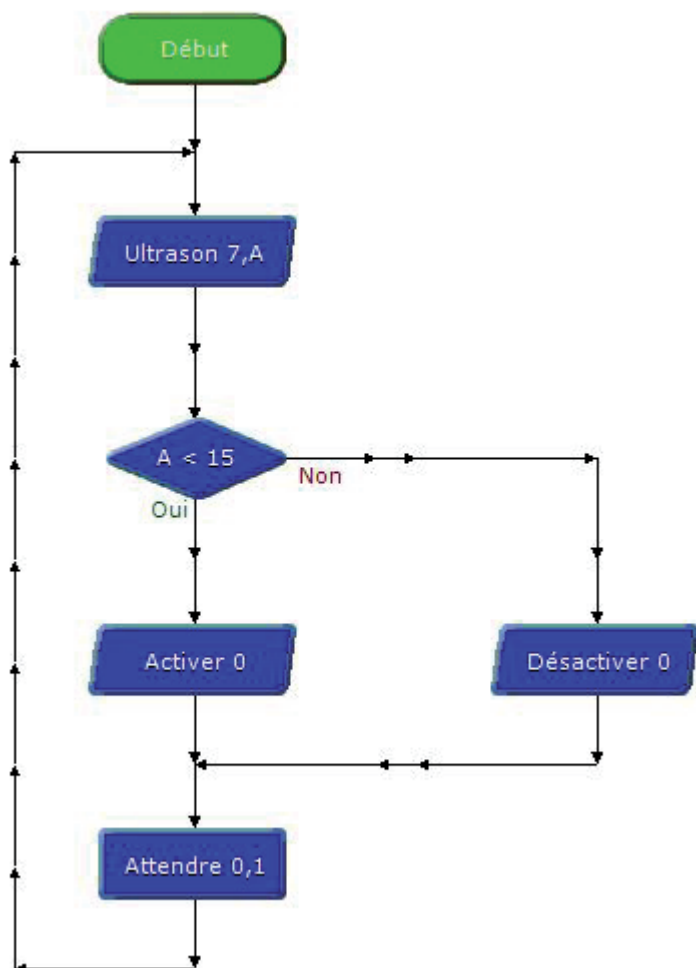 Début
Ultrason 7,A
A < 15
Non
Oui
Activer 0
Désactiver 0
Attendre 0,1